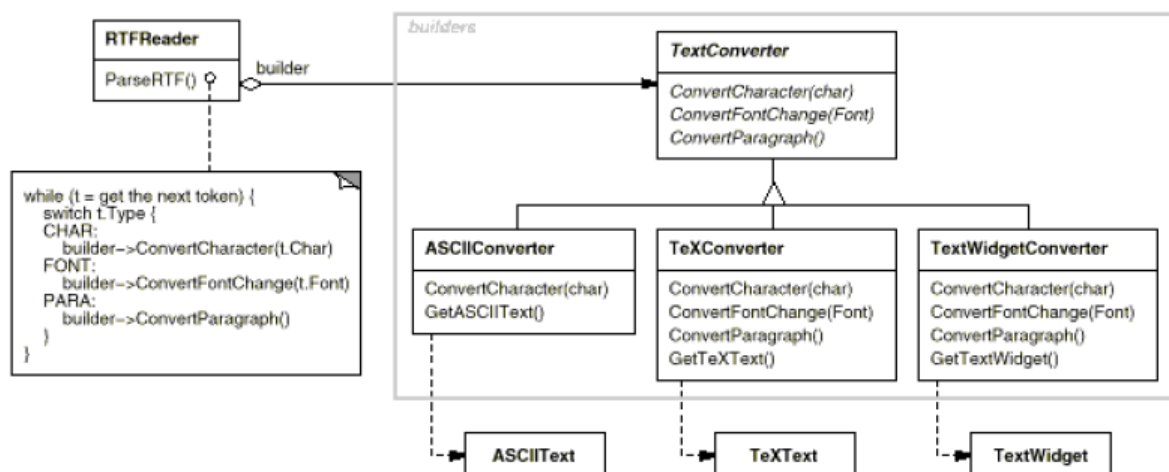 builders
RTFReader
ParseRTF()
builder
TextConverter
ConvertCharacter(char)
ConvertFontChange(Font)
ConvertParagraph()
while (t = get the next token) {
switch t.Type {
CHAR:
builder->ConvertCharacter(t.Char)
FONT:
builder->ConvertFontChange(t.Font)
PARA:
builder->ConvertParagraph()
}
}
ASCIIConverter
ConvertCharacter(char)
GetASCIIText()
TeXConverter
ConvertCharacter(char)
ConvertFontChange(Font)
ConvertParagraph()
GetTeXText()
TextWidgetConverter
ConvertCharacter(char)
ConvertFontChange(Font)
ConvertParagraph()
GetTextWidget()
ASCIIText
TeXText
TextWidget